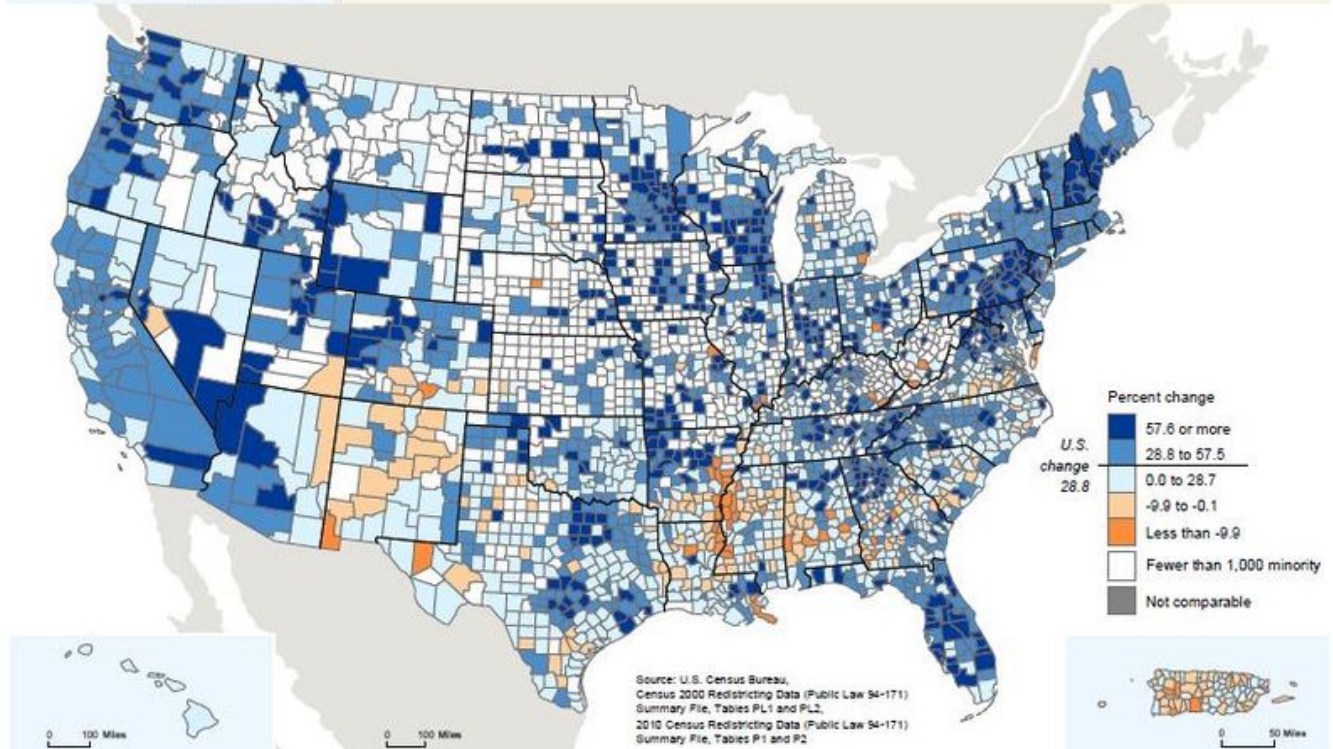 Percent change
57.6 or more
28.8 to 57.5
U.S.
change
28.8
0.0 to 28.7
-9.9 to -0.1
Less than -9.9
Fewer than 1,000 minority
Not comparable
Source: U.S. Census Bureau,
Census 2000 Redistricting Data (Public Law 94-171)
Summary File, Tables PL1 and PL2,
2010 Census Redistricting Data (Public Law 94-171)
Summary File, Tables P1 and P2
0 100 Miles
0 100 Miles
0 50 Miles